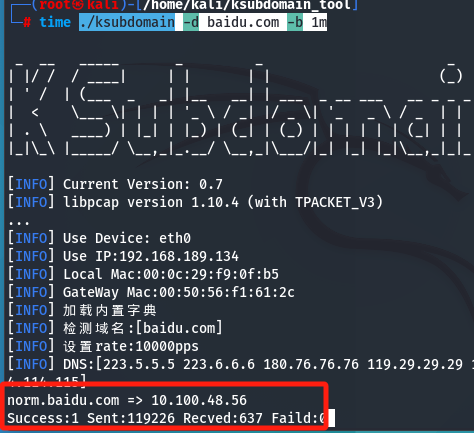 (root㉿kali)-[/home/kali/ksubdomain_tool]
# time ./ksubdomain -d baidu.com -b 1m
[INFO] Current Version: 0.7
[INFO] libpcap version 1.10.4 (with TPACKET_V3)
...
[INFO] Use Device: eth0
[INFO] Use IP:192.168.189.134
[INFO] Local Mac:00:0c:29:f9:0f:b5
[INFO] GateWay Mac:00:50:56:f1:61:2c
[INFO] 加载内置字典
[INFO] 检测域名:[baidu.com]
[INFO] 设置rate:10000pps
[INFO] DNS:[223.5.5.5 223.6.6.6 180.76.76.76 119.29.29.29 1
4.114.115]
norm.baidu.com => 10.100.48.56
Success:1 Sent:119226 Recved:637 Faild:0